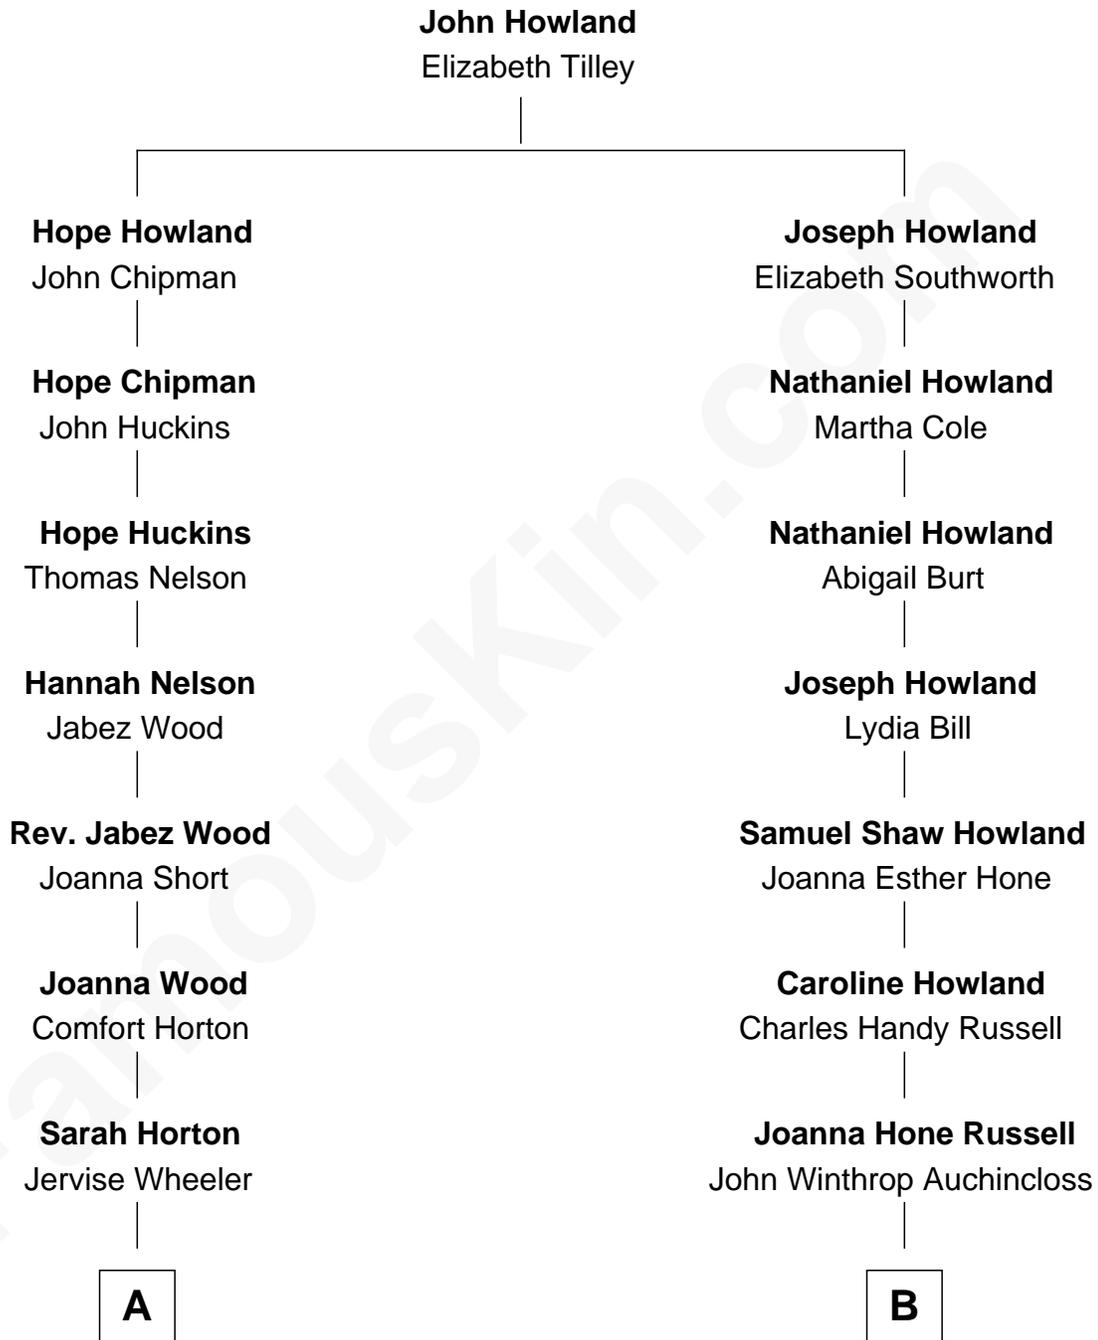 John Howland
Elizabeth Tilley
Hope Howland
John Chipman
Joseph Howland
Elizabeth Southworth
Hope Chipman
John Huckins
Nathaniel Howland
Martha Cole
Hope Huckins
Thomas Nelson
Nathaniel Howland
Abigail Burt
Hannah Nelson
Jabez Wood
Joseph Howland
Lydia Bill
Rev. Jabez Wood
Joanna Short
Samuel Shaw Howland
Joanna Esther Hone
Joanna Wood
Comfort Horton
Caroline Howland
Charles Handy Russell
Sarah Horton
Jervise Wheeler
Joanna Hone Russell
John Winthrop Auchincloss
A
B
FamousKin.com